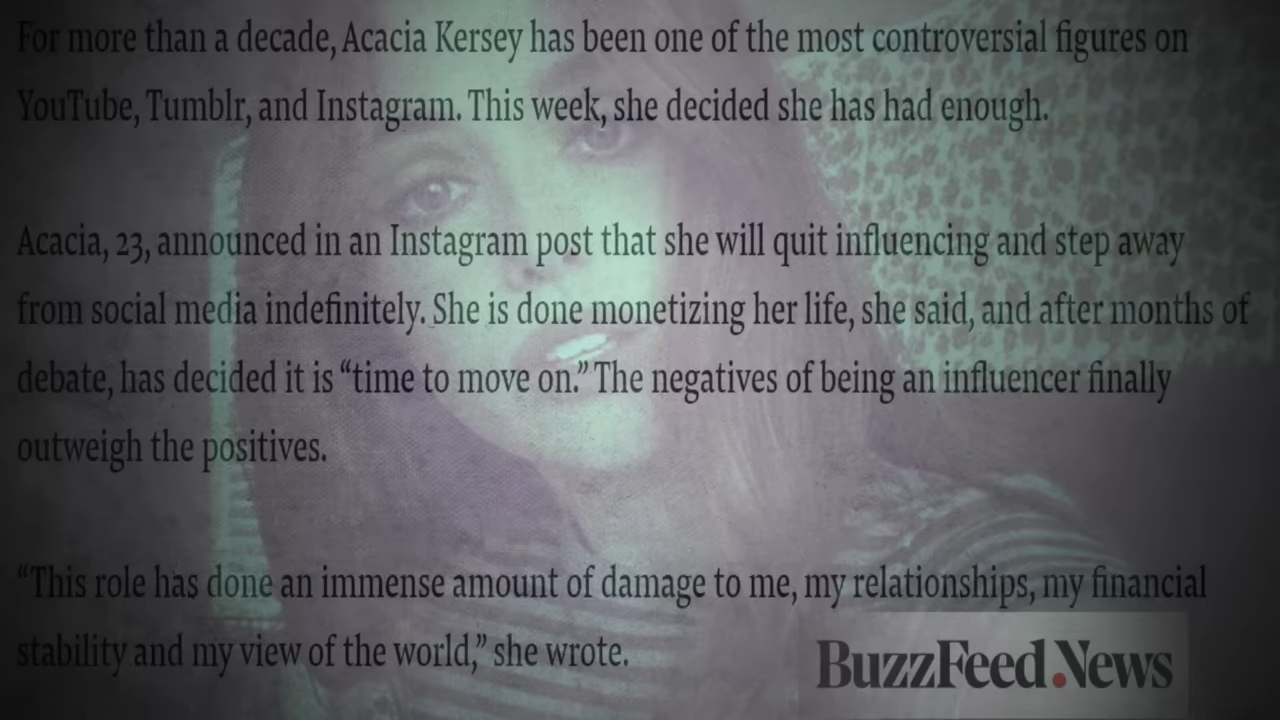 For more than a decade, Acacia Kersey has been one of the most controversial figures on
YouTube, Tumblr, and Instagram. This week, she decided she has had enough.
Acacia, 23, announced in an Instagram post that she will quit influencing and step away
from social media indefinitely. She is done monetizing her life, she said, and after months of
debate, has decided it is “time to move on.” The negatives of being an influencer finally
outweigh the positives.
“This role has done an immense amount of damage to me, my relationships, my financial
stability and my view of the world,” she wrote.
BuzzFeed.News